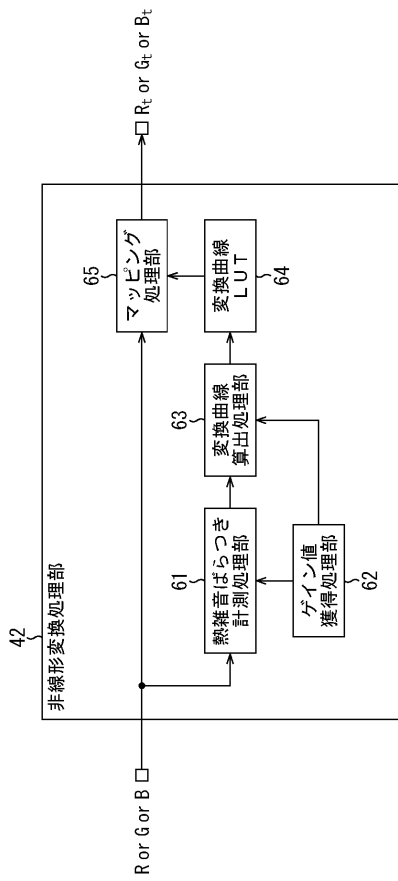 42
非線形変換処理部
R or G or B
Rt or Gt or Bt
65
マッピング
処理部
61
熱雑音ばらつき
計測処理部
63
変換曲線
算出処理部
変換曲線
LUT
64
ゲイン値
獲得処理部
62